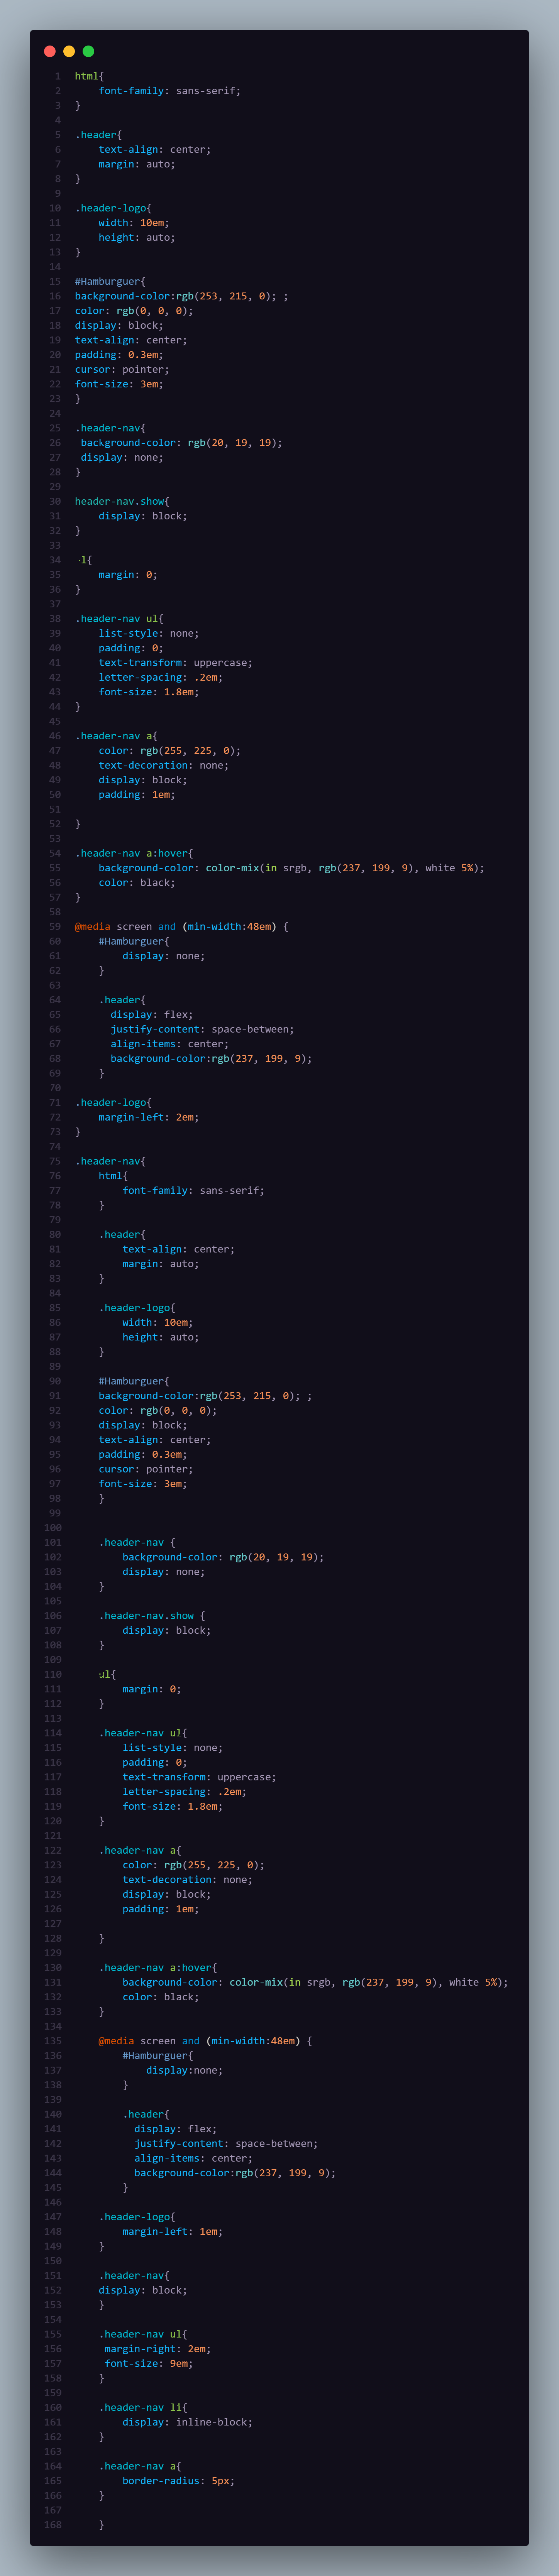 1 html{
2 font-family: sans-serif;
3 }
4
5 .header{
6 text-align: center;
7 margin: auto;
8 }
9
10 .header-logo{
11 width: 10em;
12 height: auto;
13 }
14
15 #Hamburguer{
16 background-color:rgb(253, 215, 0); ;
17 color: rgb(0, 0, 0);
18 display: block;
19 text-align: center;
20 padding: 0.3em;
21 cursor: pointer;
22 font-size: 3em;
23 }
24
25 .header-nav{
26 background-color: rgb(20, 19, 19);
27 display: none;
28 }
29
30 header-nav.show{
31 display: block;
32 }
33
34 l{
35 margin: 0;
36 }
37
38 .header-nav ul{
39 list-style: none;
40 padding: 0;
41 text-transform: uppercase;
42 letter-spacing: .2em;
43 font-size: 1.8em;
44 }
45
46 .header-nav a{
47 color: rgb(255, 225, 0);
48 text-decoration: none;
49 display: block;
50 padding: 1em;
51
52 }
53
54 .header-nav a:hover{
55 background-color: color-mix(in srgb, rgb(237, 199, 9), white 5%);
56 color: black;
57 }
58
59 @media screen and (min-width:48em) {
60 #Hamburguer{
61 display: none;
62 }
63
64 .header{
65 display: flex;
66 justify-content: space-between;
67 align-items: center;
68 background-color:rgb(237, 199, 9);
69 }
70
71 .header-logo{
72 margin-left: 2em;
73 }
74
75 .header-nav{
76 html{
77 font-family: sans-serif;
78 }
79
80 .header{
81 text-align: center;
82 margin: auto;
83 }
84
85 .header-logo{
86 width: 10em;
87 height: auto;
88 }
89
90 #Hamburguer{
91 background-color:rgb(253, 215, 0); ;
92 color: rgb(0, 0, 0);
93 display: block;
94 text-align: center;
95 padding: 0.3em;
96 cursor: pointer;
97 font-size: 3em;
98 }
99
100
101 .header-nav {
102 background-color: rgb(20, 19, 19);
103 display: none;
104 }
105
106 .header-nav.show {
107 display: block;
108 }
109
110 ul{
111 margin: 0;
112 }
113
114 .header-nav ul{
115 list-style: none;
116 padding: 0;
117 text-transform: uppercase;
118 letter-spacing: .2em;
119 font-size: 1.8em;
120 }
121
122 .header-nav a{
123 color: rgb(255, 225, 0);
124 text-decoration: none;
125 display: block;
126 padding: 1em;
127
128 }
129
130 .header-nav a:hover{
131 background-color: color-mix(in srgb, rgb(237, 199, 9), white 5%);
132 color: black;
133 }
134
135 @media screen and (min-width:48em) {
136 #Hamburguer{
137 display:none;
138 }
139
140 .header{
141 display: flex;
142 justify-content: space-between;
143 align-items: center;
144 background-color:rgb(237, 199, 9);
145 }
146
147 .header-logo{
148 margin-left: 1em;
149 }
150
151 .header-nav{
152 display: block;
153 }
154
155 .header-nav ul{
156 margin-right: 2em;
157 font-size: 9em;
158 }
159
160 .header-nav li{
161 display: inline-block;
162 }
163
164 .header-nav a{
165 border-radius: 5px;
166 }
167
168 }